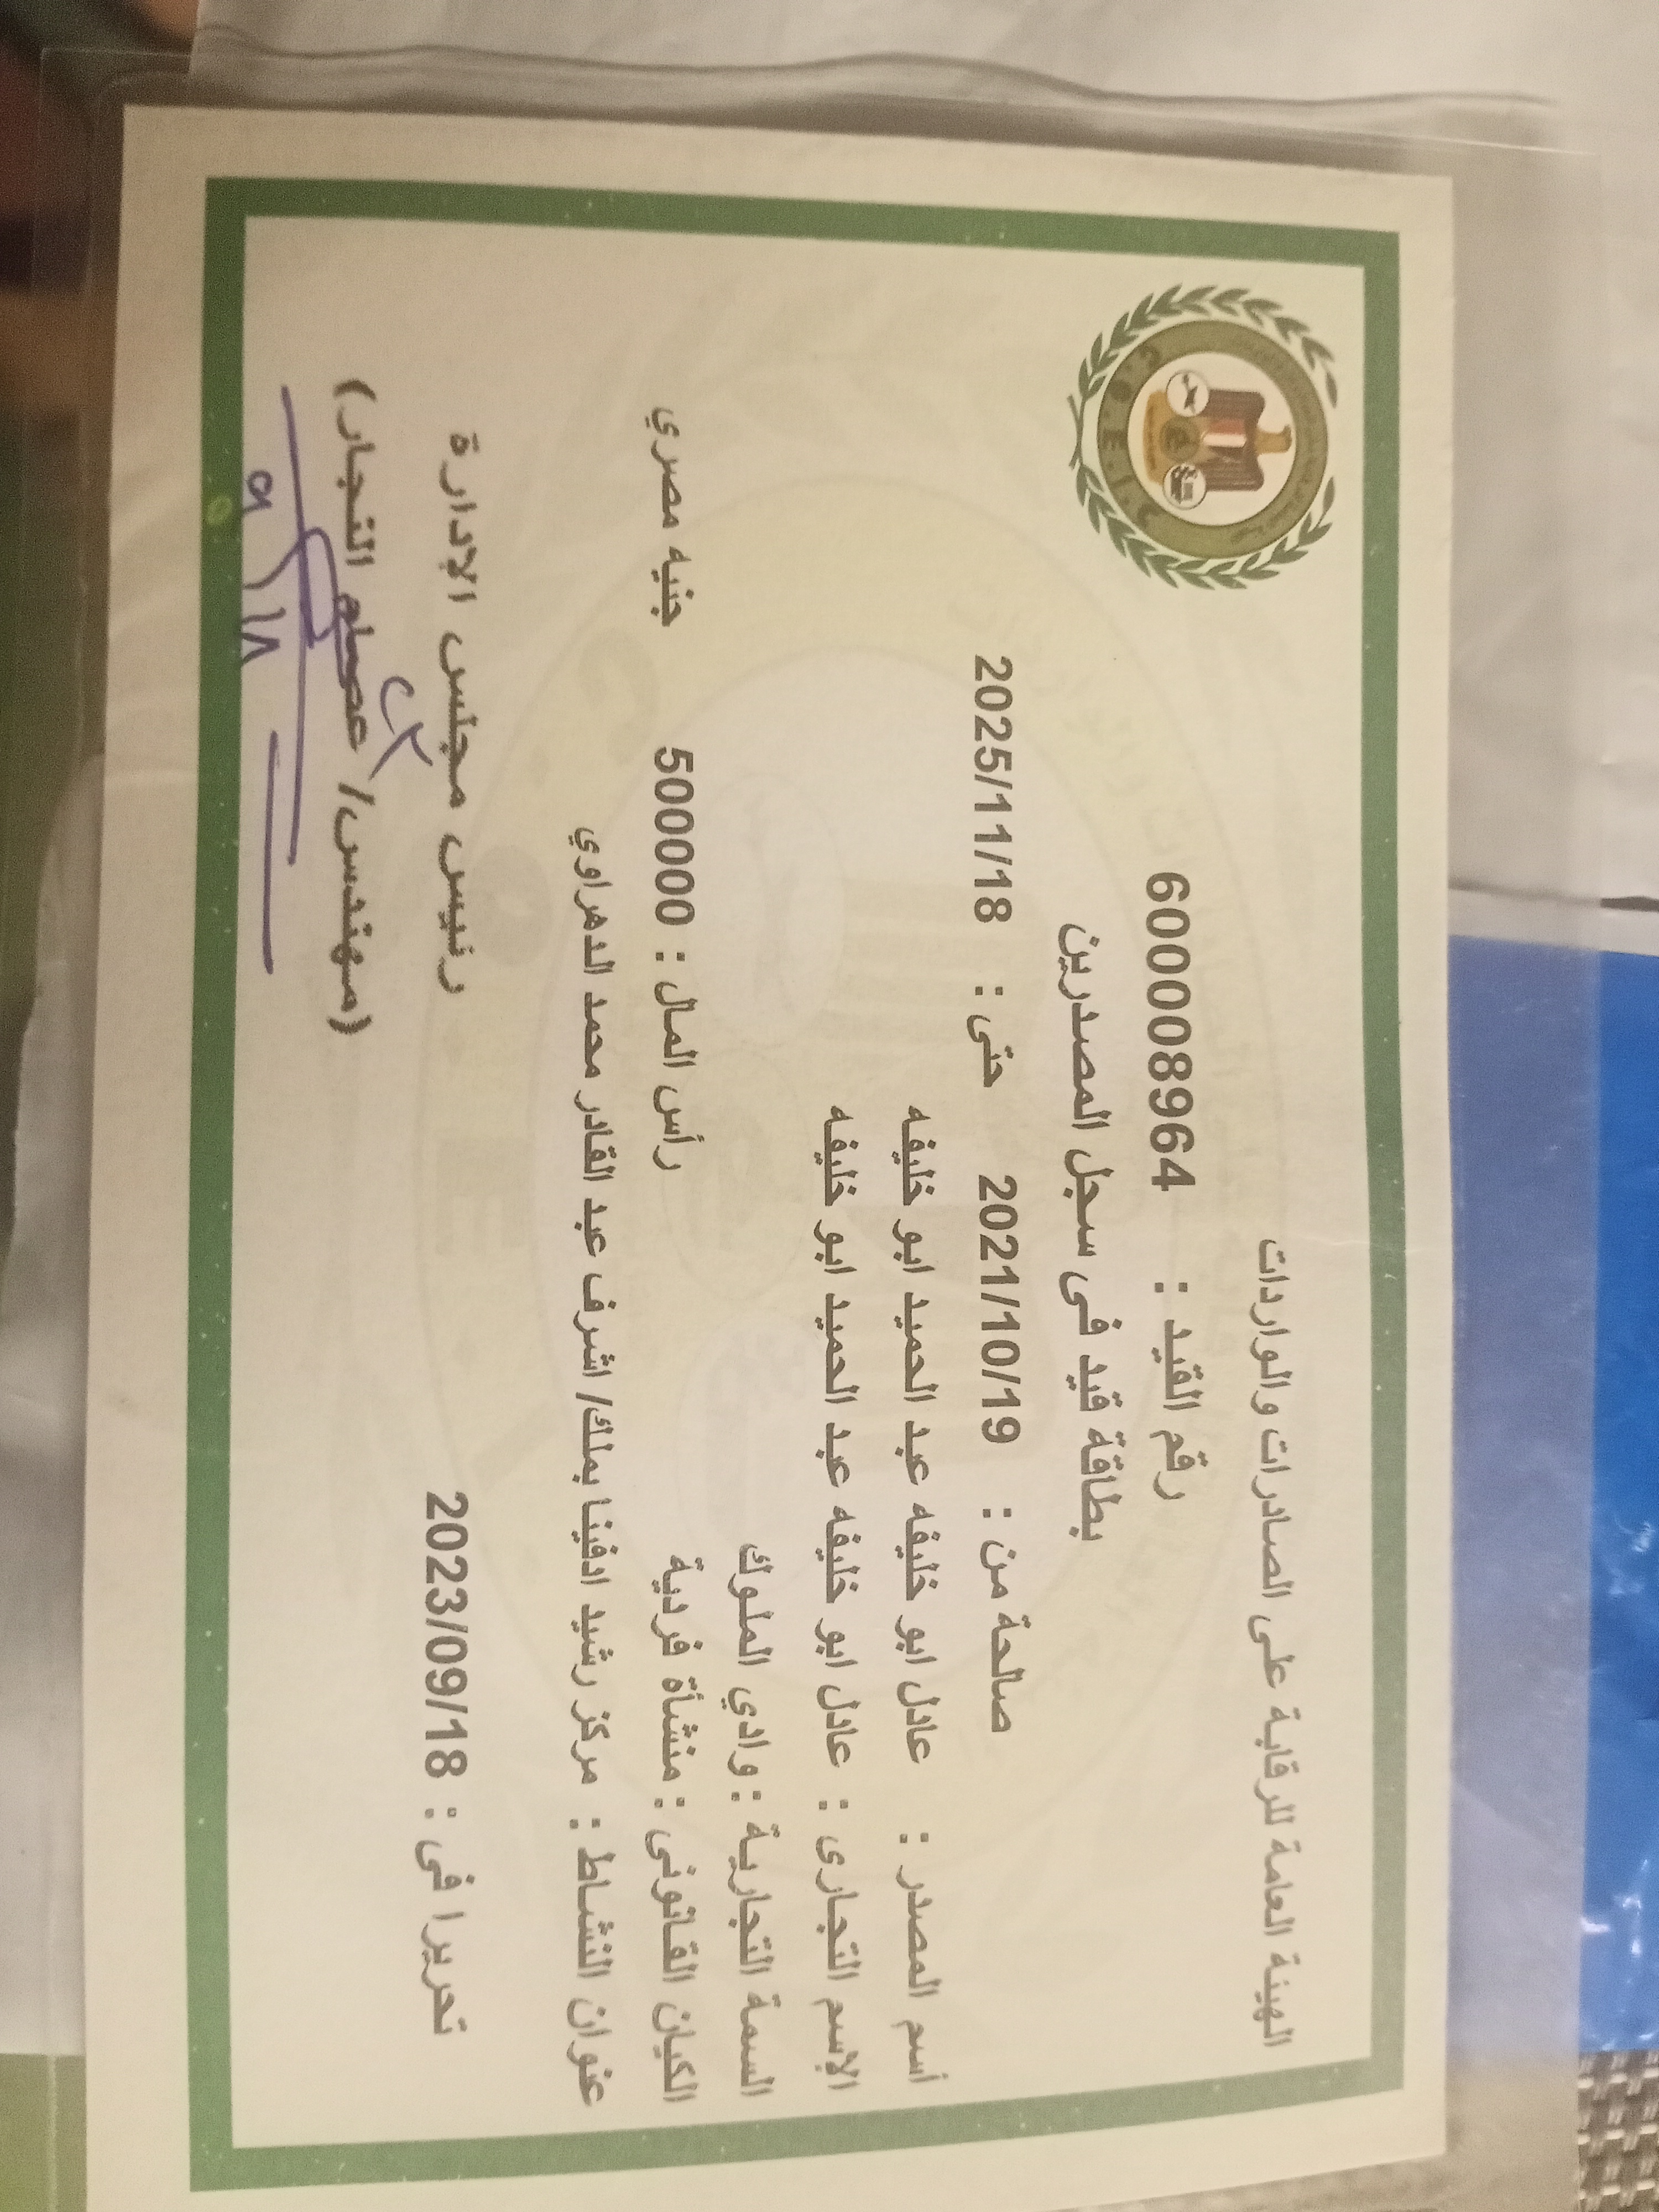 الهيئة العامة للرقابة على الصادرات والواردات
رقم القيد : 600008964
بطاقة قيد فى سجل المصدرين
صالحة من : 2021/10/19 حتى : 2025/11/18
أسم المصدر : عادل ابو خليفه عبد الحميد ابو خليفه
الإسم التجارى : عادل ابو خليفه عبد الحميد ابو خليفه
السمة التجارية : وادي الملوك
الكيان القانونى : منشأة فردية رأس المال : 500000 جنيه مصري
عنوان النشاط : مركز رشيد ادفينا بملك/ اشرف عبد القادر محمد الدهراوي
تحريرا فى : 2023/09/18 رئيس مجلس الإدارة
(مهندس/ عصام النجار)
٩/١٨
G.O.E.I.C